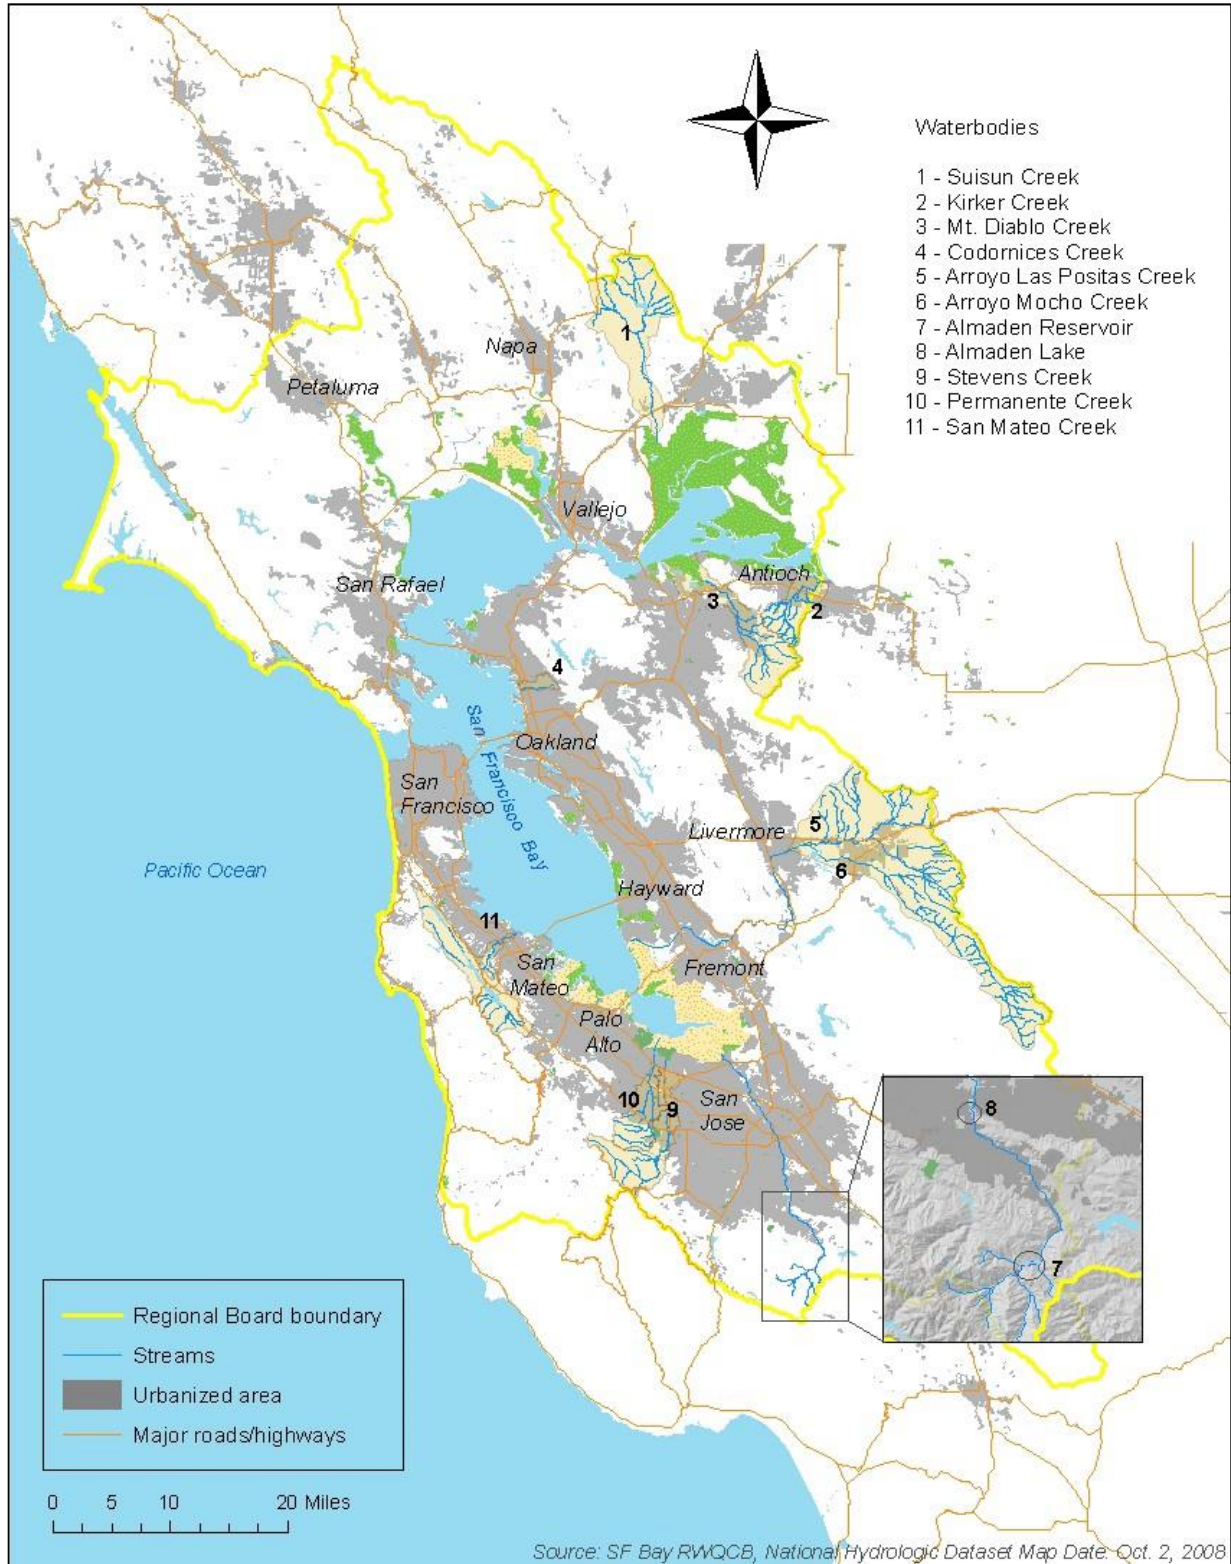 Waterbodies
1 - Suisun Creek
2 - Kirker Creek
3 - Mt. Diablo Creek
4 - Codornices Creek
5 - Arroyo Las Positas Creek
6 - Arroyo Mocho Creek
7 - Almaden Reservoir
8 - Almaden Lake
9 - Stevens Creek
10 - Permanente Creek
11 - San Mateo Creek
1
Napa
Petaluma
Vallejo
Antioch
San Rafael
3
2
4
San Francisco Bay
Oakland
San
Francisco
5
Livermore
Pacific Ocean
6
Hayward
11
San
Mateo
Fremont
Palo
Alto
10
9
San
Jose
8
7
Regional Board boundary
Streams
Urbanized area
Major roads/highways
0 5 10 20 Miles
Source: SF Bay RWQCB, National Hydrologic Dataset Map Date: Oct. 2, 2008